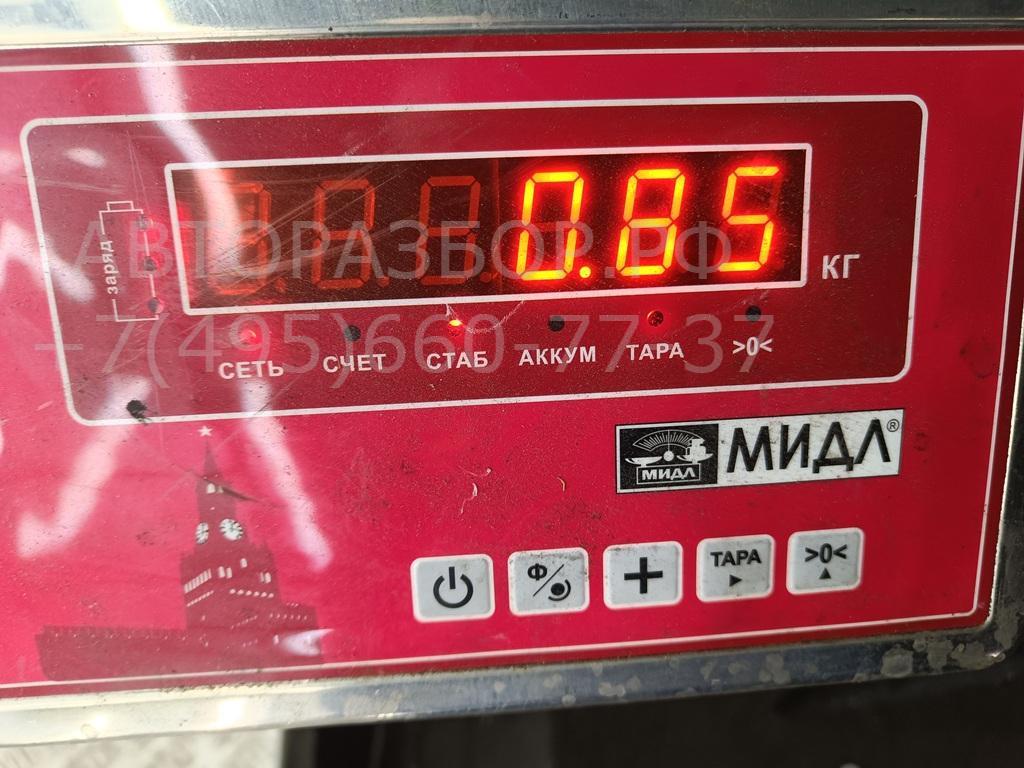 0.85
КГ
заряд
АВТОРАЗБОР.РФ
+7(495)660-77-37
СЕТЬ СЧЕТ СТАБ АККУМ ТАРА >0<
МИДЛ МИДЛ®
Ф ТАРА >0<